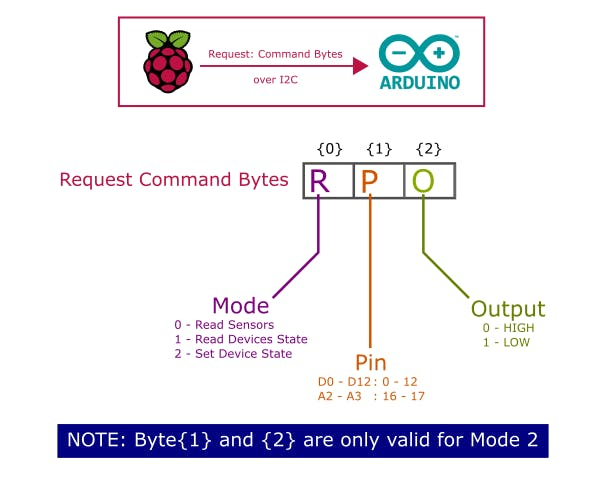 Request: Command Bytes
over I2C
ARDUINO
{0} {1} {2}
Request Command Bytes R P O
Mode
0 - Read Sensors
1 - Read Devices State
2 - Set Device State
Output
0 - HIGH
1 - LOW
Pin
D0 - D12 : 0 - 12
A2 - A3 : 16 - 17
NOTE: Byte{1} and {2} are only valid for Mode 2